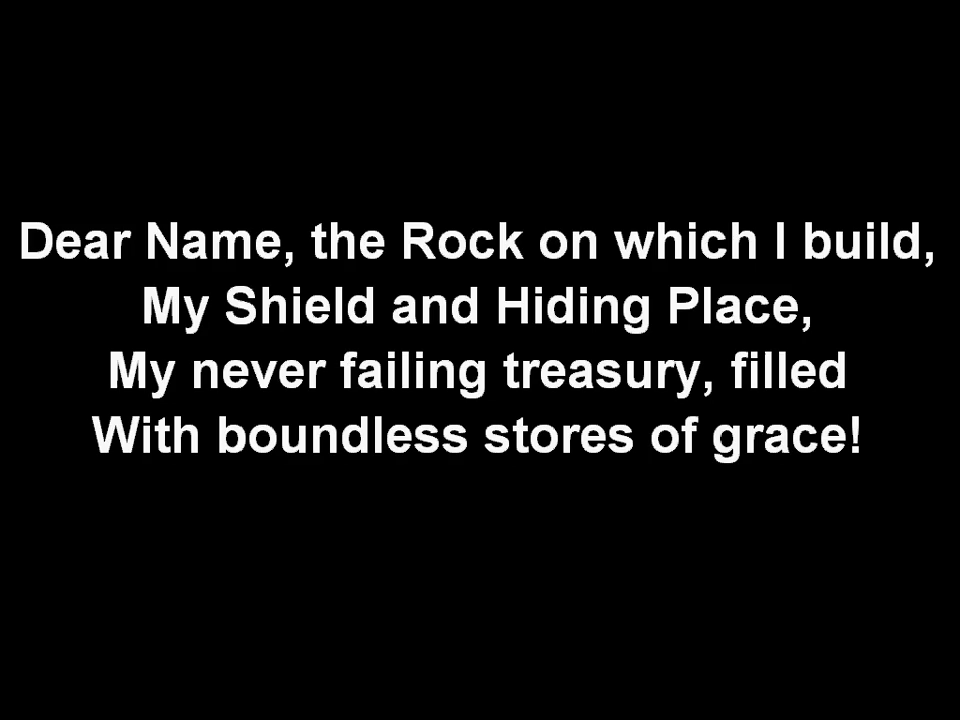 Dear Name, the Rock on which I build,
My Shield and Hiding Place,
My never failing treasury, filled
With boundless stores of grace!